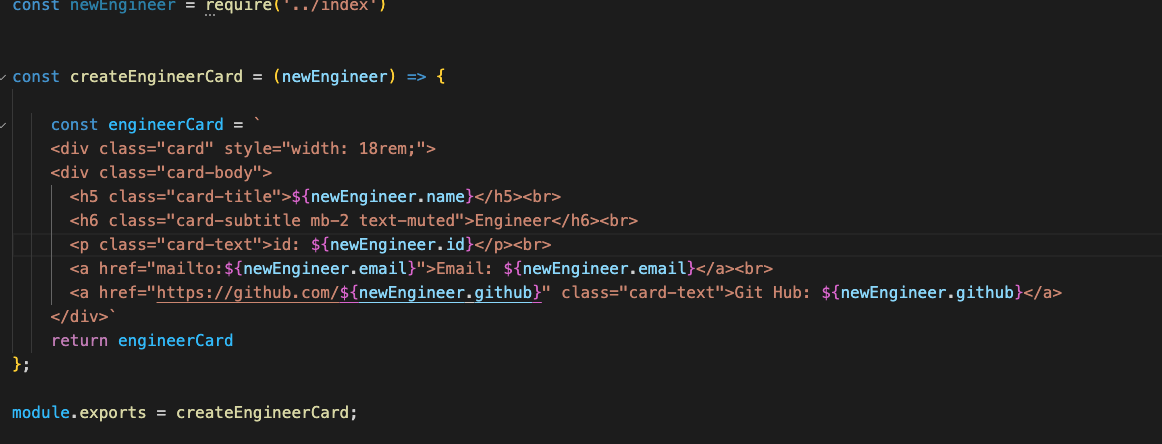 const newEngineer = require('../index')
const createEngineerCard = (newEngineer) => {
const engineerCard = `
<div class="card" style="width: 18rem;">
<div class="card-body">
<h5 class="card-title">${newEngineer.name}</h5><br>
<h6 class="card-subtitle mb-2 text-muted">Engineer</h6><br>
<p class="card-text">id: ${newEngineer.id}</p><br>
<a href="mailto:${newEngineer.email}">Email: ${newEngineer.email}</a><br>
<a href="https://github.com/${newEngineer.github}" class="card-text">Git Hub: ${newEngineer.github}</a>
</div>`
return engineerCard
};
module.exports = createEngineerCard;